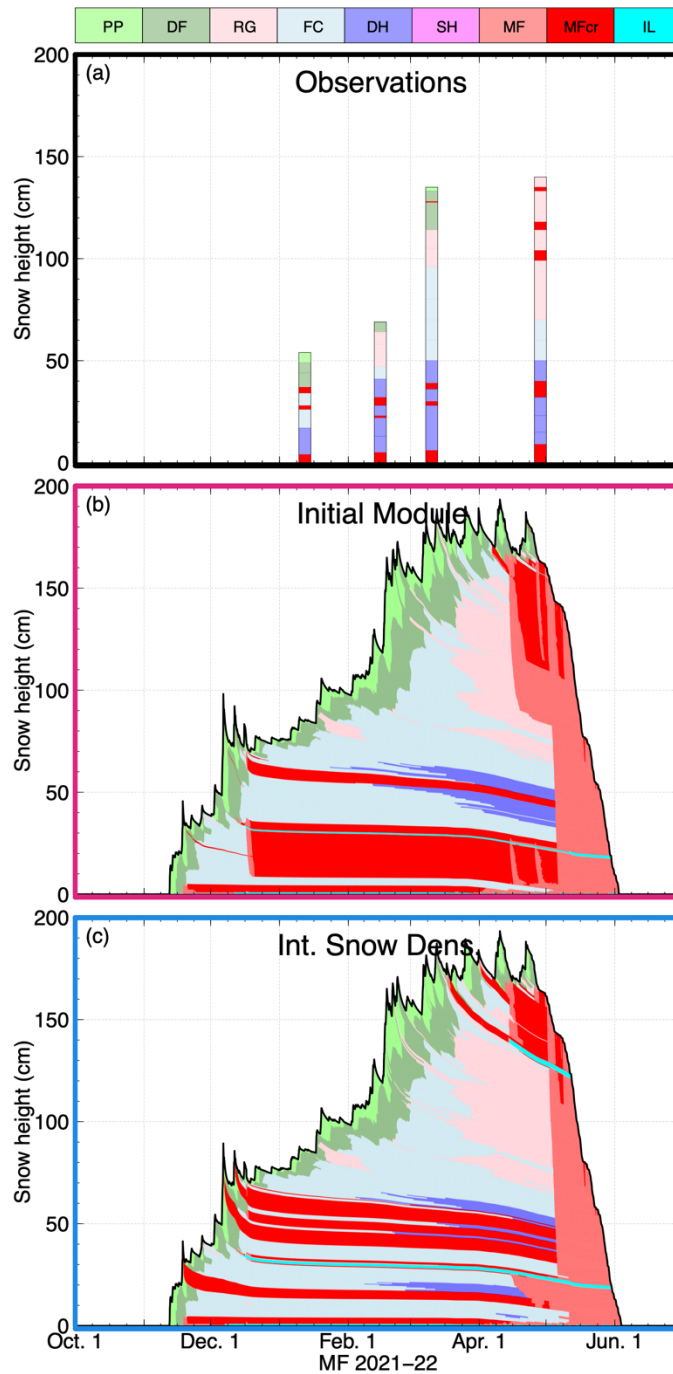 PP DF RG FC DH SH MF MFcr IL
200
(a)
Observations
150
Snow height (cm)
100
50
0
200
(b)
Initial Module
150
Snow height (cm)
100
50
0
200
(c)
Int. Snow Dens.
150
Snow height (cm)
100
50
0
Oct. 1 Dec. 1 Feb. 1 Apr. 1 Jun. 1
MF 2021−22